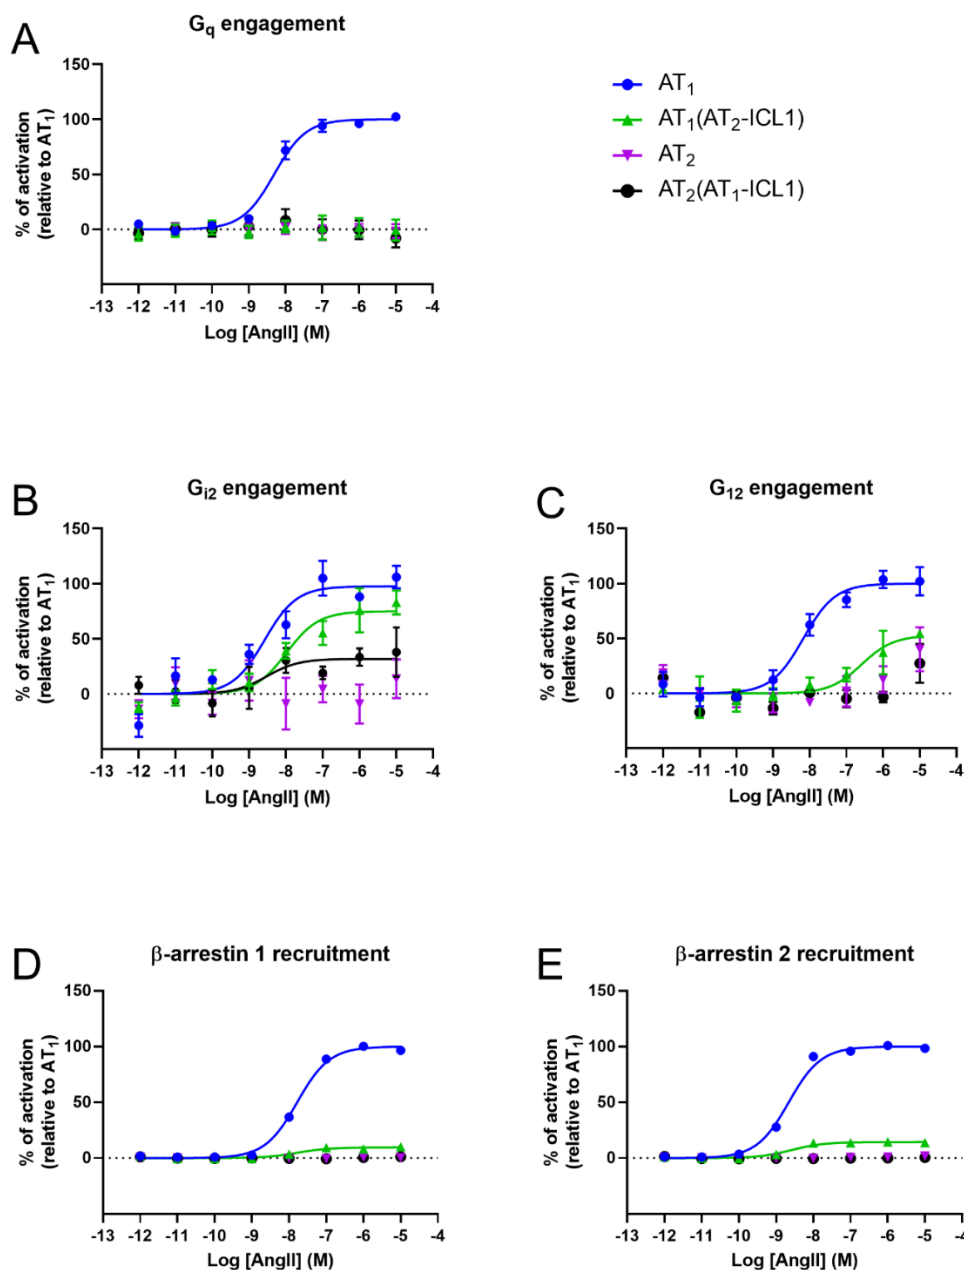 A
Gq engagement
150
100
50
0
% of activation
(relative to AT1)
-13 -12 -11 -10 -9 -8 -7 -6 -5 -4
Log [AngII] (M)
AT1
AT1(AT2-ICL1)
AT2
AT2(AT1-ICL1)
B
Gi2 engagement
150
100
50
0
% of activation
(relative to AT1)
-13 -12 -11 -10 -9 -8 -7 -6 -5 -4
Log [AngII] (M)
C
G12 engagement
150
100
50
0
% of activation
(relative to AT1)
-13 -12 -11 -10 -9 -8 -7 -6 -5 -4
Log [AngII] (M)
D
β-arrestin 1 recruitment
150
100
50
0
% of activation
(relative to AT1)
-13 -12 -11 -10 -9 -8 -7 -6 -5 -4
Log [AngII] (M)
E
β-arrestin 2 recruitment
150
100
50
0
% of activation
(relative to AT1)
-13 -12 -11 -10 -9 -8 -7 -6 -5 -4
Log [AngII] (M)